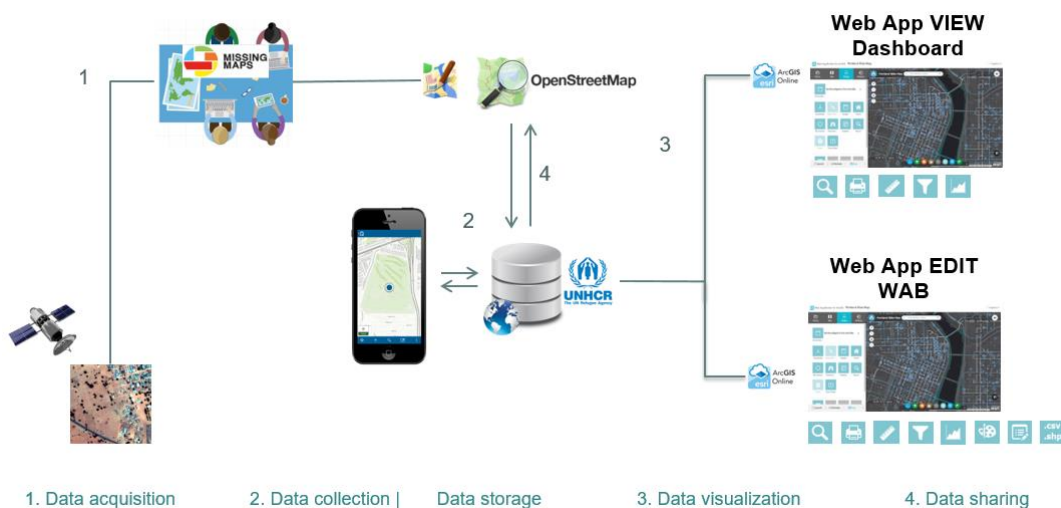 Web App VIEW
Dashboard
1
MISSING
MAPS
OpenStreetMap
esri
ArcGIS
Online
3
4
2
UNHCR
The UN Refugee Agency
Web App EDIT
WAB
esri
ArcGIS
Online
.csv
.shp
1. Data acquisition
2. Data collection |
Data storage
3. Data visualization
4. Data sharing